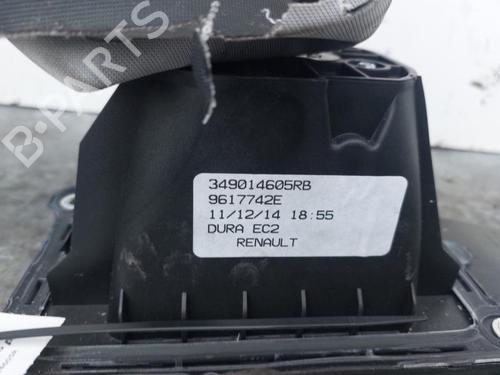 B-PARTS
349014605RB
9617742E
11/12/14 18:55
DURA EC2
RENAULT